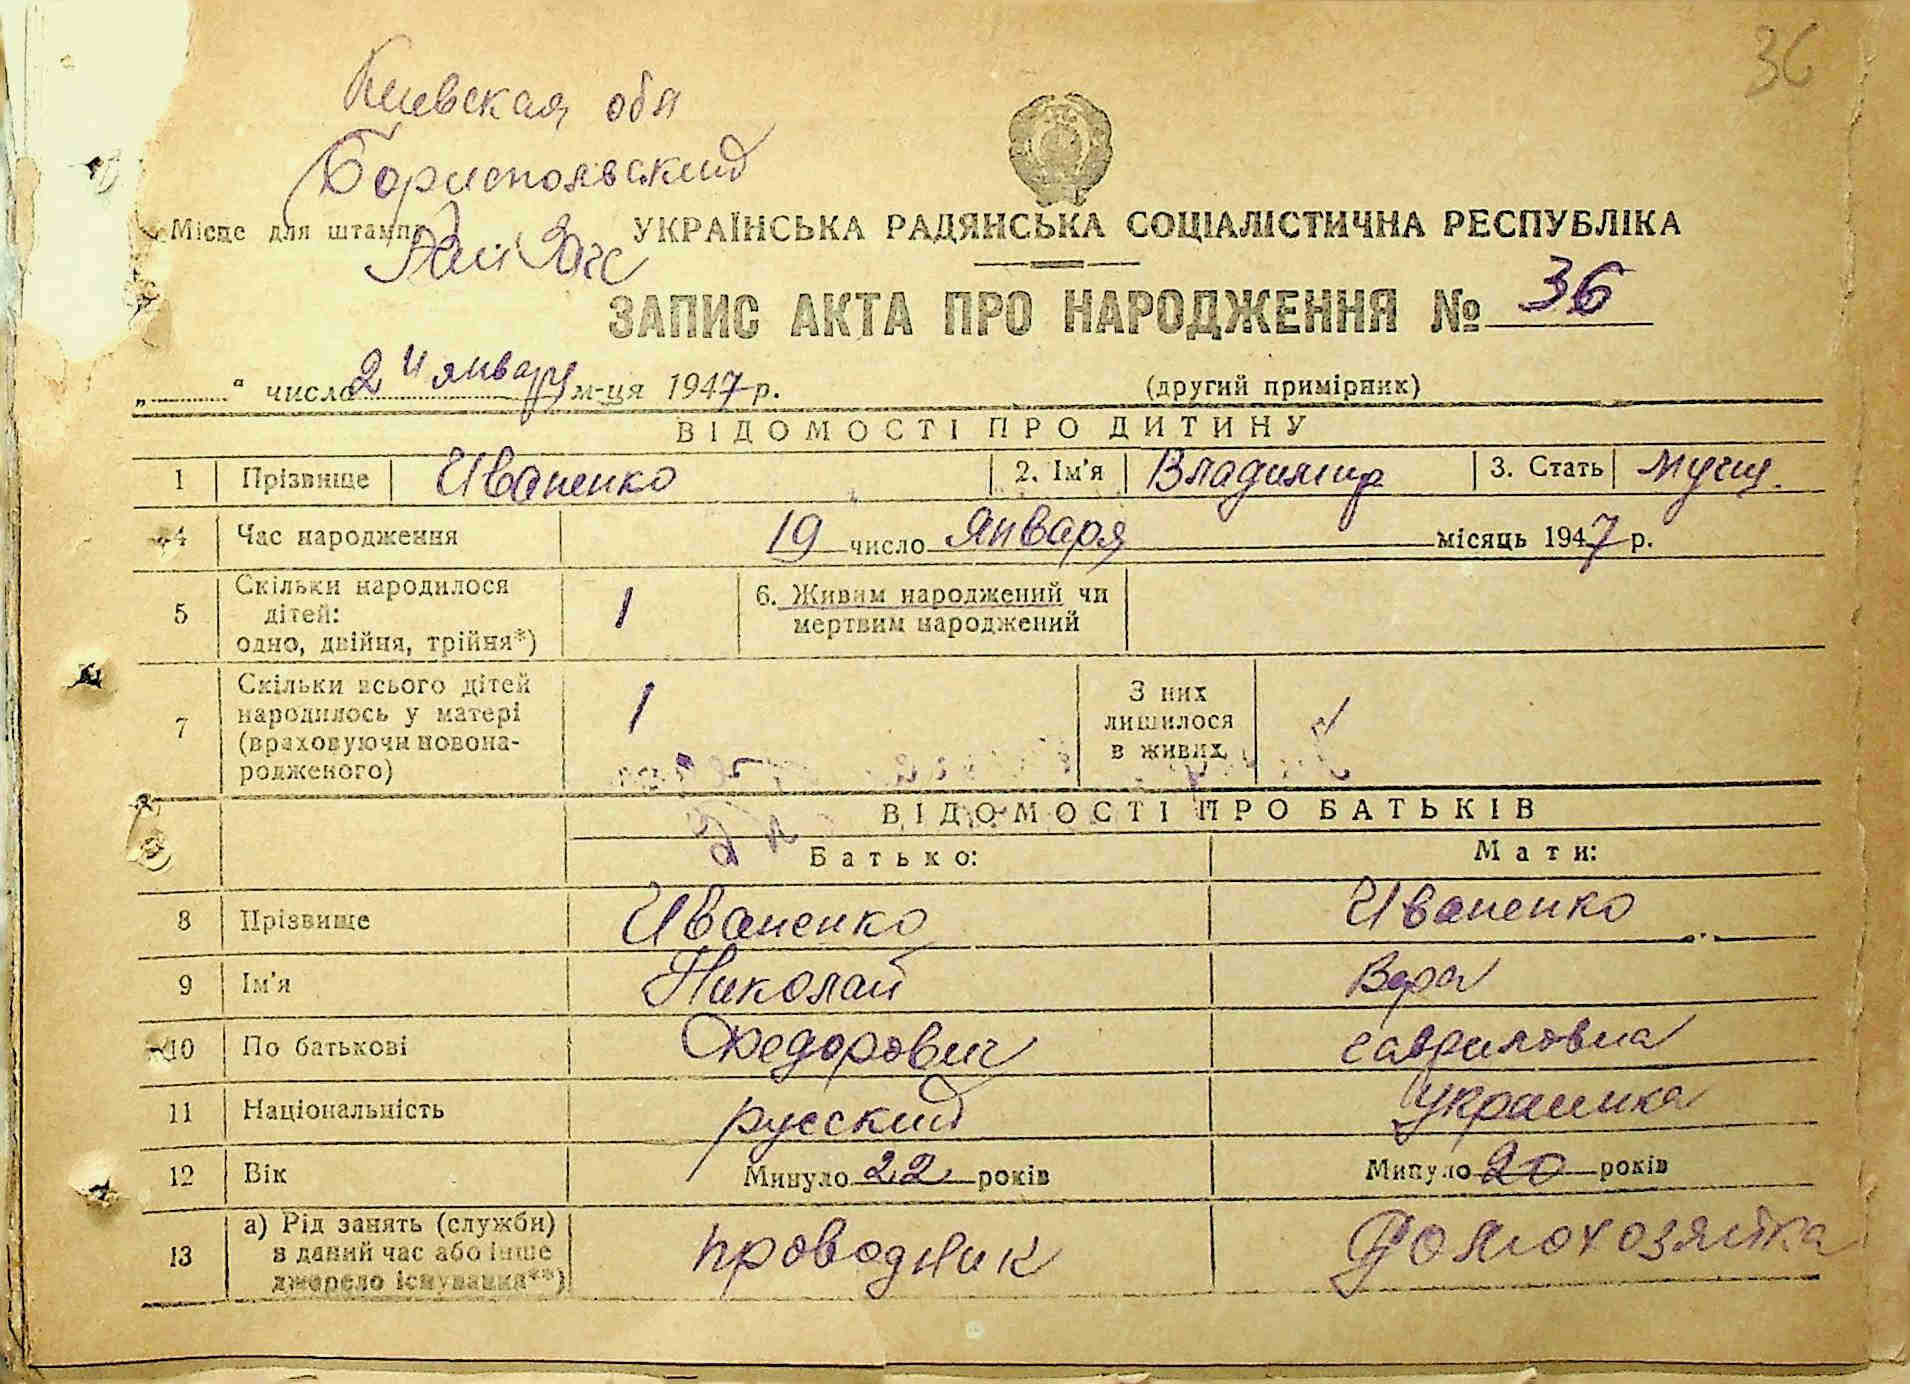 36
Киевская обл
Бориспольский
Місце для штампа
Рай Загс
УКРАЇНСЬКА РАДЯНСЬКА СОЦІАЛІСТИЧНА РЕСПУБЛІКА
ЗАПИС АКТА ПРО НАРОДЖЕННЯ № 36
„ “ число января м-ця 1947 р. (другий примірник)
ВІДОМОСТІ ПРО ДИТИНУ
1 Прізвище Иваненко 2. Ім'я Владимир 3. Стать мужч.
4 Час народження 19 число января місяць 1947 р.
5 Скільки народилося дітей: одно, двійня, трійня*) 1 6. Живим народжений чи мертвим народжений
7 Скільки всього дітей народилось у матері (враховуючи новонародженого) 1 З них лишилося в живих
ВІДОМОСТІ ПРО БАТЬКІВ
Батько: Мати:
8 Прізвище Иваненко Иваненко
9 Ім'я Николай Вера
10 По батькові Федорович Гавриловна
11 Національність русский украинка
12 Вік Минуло 22 років Минуло 20 років
13 а) Рід занять (служби) в даний час або інше джерело існування**) проводник Домохозяйка